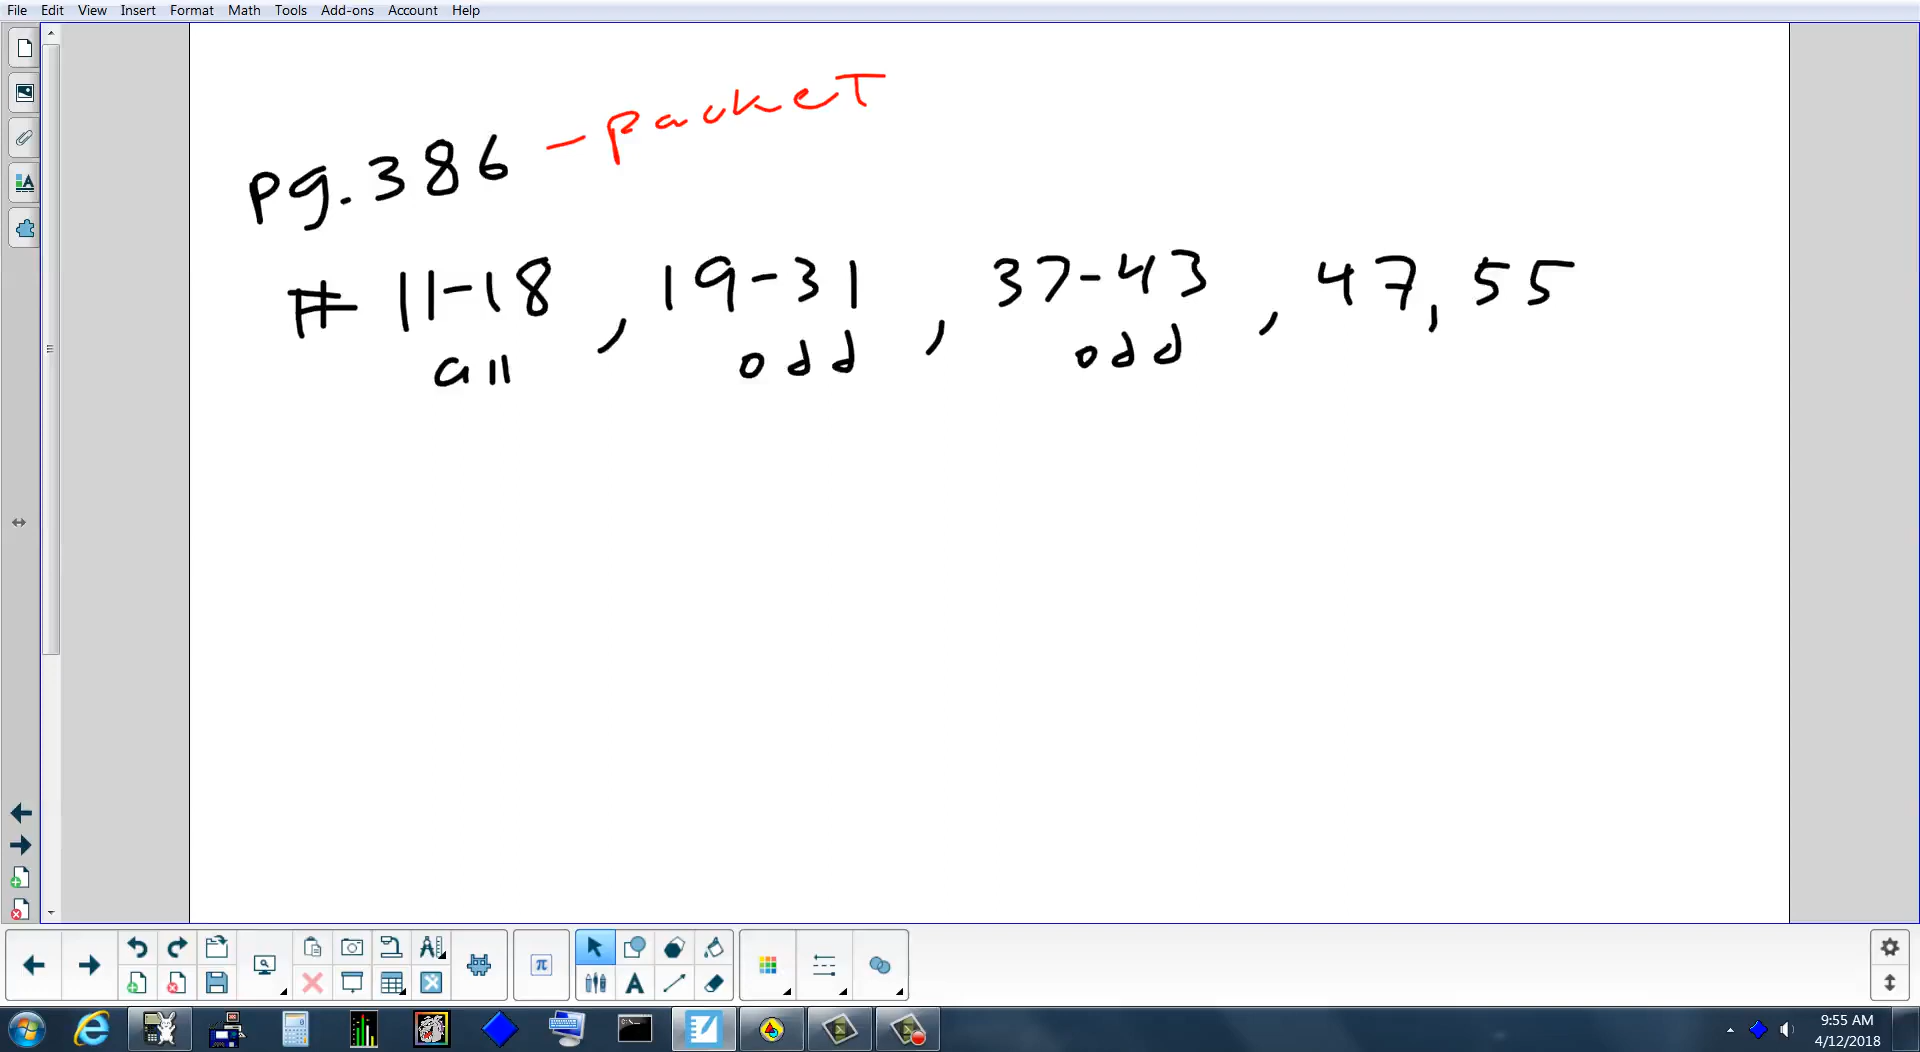 File Edit View Insert Format Math Tools Add-ons Account Help
pg. 386 - packet
# 11-18, 19-31, 37-43, 47, 55
all odd odd
9:55 AM
4/12/2018